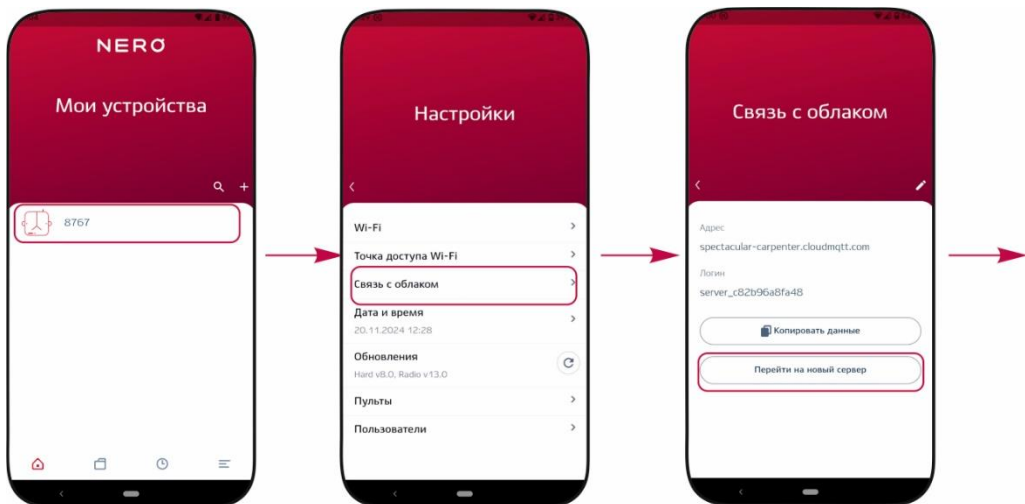 NERO
Мои устройства
8767
Настройки
Wi-Fi
Точка доступа Wi-Fi
Связь с облаком
Дата и время
20.11.2024 12:28
Обновления
Hard v8.0, Radio v13.0
Пульты
Пользователи
Связь с облаком
Адрес
spectacular-carpenter.cloudmqtt.com
Логин
server_c82b96a8fa48
Копировать данные
Перейти на новый сервер